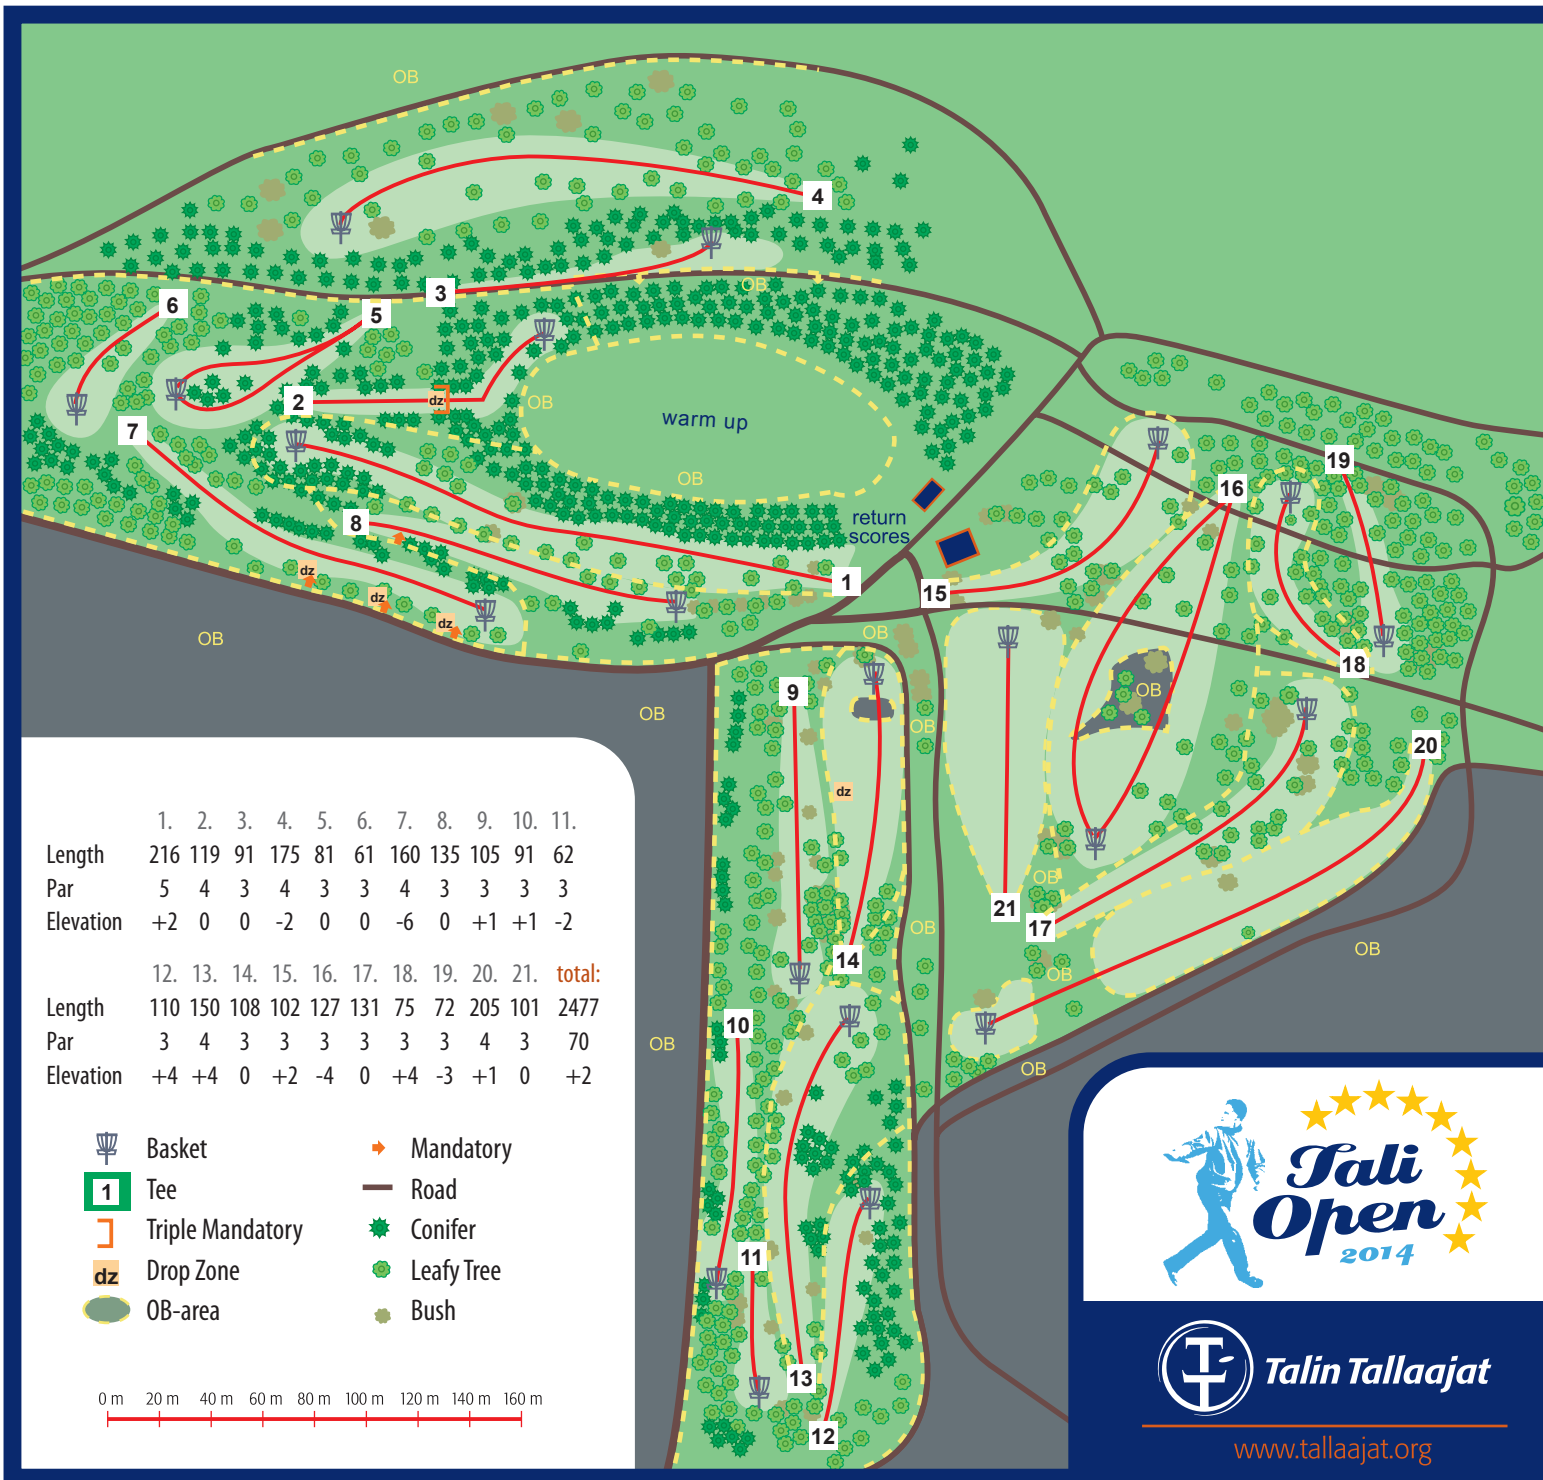 OB
4
3
OB
6
5
2
dz
OB
warm up
7
19
16
OB
8
return
scores
dz
1
15
dz
dz
OB
OB
18
9
OB
OB
OB
20
dz
OB
21
17
OB
14
OB
OB
10
OB
OB
11
13
12
1. 2. 3. 4. 5. 6. 7. 8. 9. 10. 11.
Length 216 119 91 175 81 61 160 135 105 91 62
Par 5 4 3 4 3 3 4 3 3 3 3
Elevation +2 0 0 -2 0 0 -6 0 +1 +1 -2
12. 13. 14. 15. 16. 17. 18. 19. 20. 21. total:
Length 110 150 108 102 127 131 75 72 205 101 2477
Par 3 4 3 3 3 3 3 3 4 3 70
Elevation +4 +4 0 +2 -4 0 +4 -3 +1 0 +2
Basket
Mandatory
1 Tee
Road
Triple Mandatory
Conifer
dz Drop Zone
Leafy Tree
OB-area
Bush
0 m 20 m 40 m 60 m 80 m 100 m 120 m 140 m 160 m
Tali
Open
2014
TT
Talin Tallaajat
www.tallaajat.org